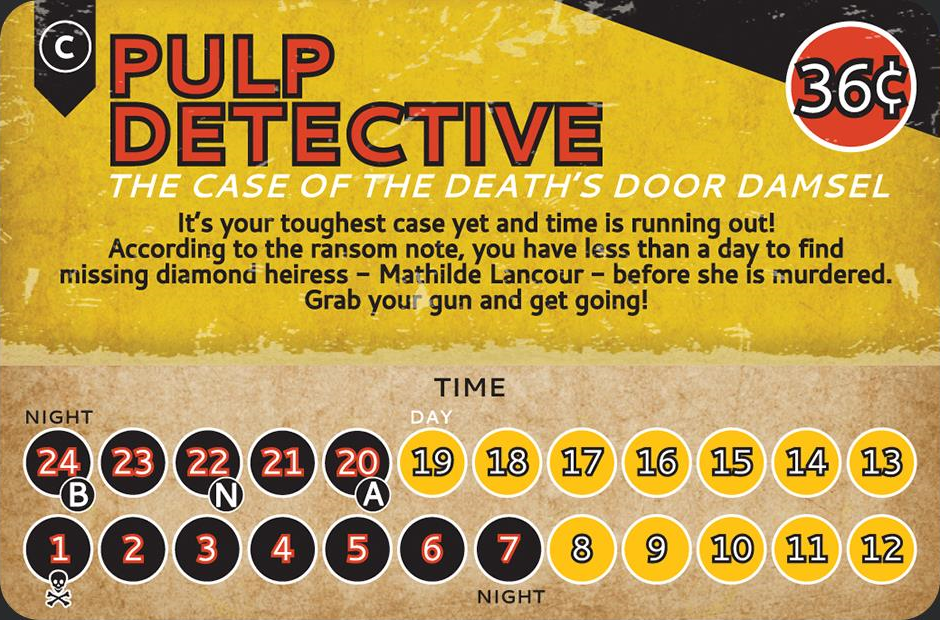 C
PULP
DETECTIVE
36¢
THE CASE OF THE DEATH'S DOOR DAMSEL
It's your toughest case yet and time is running out!
According to the ransom note, you have less than a day to find
missing diamond heiress – Mathilde Lancour – before she is murdered.
Grab your gun and get going!
TIME
NIGHT DAY
24 23 22 21 20 19 18 17 16 15 14 13
B N A
1 2 3 4 5 6 7 8 9 10 11 12
NIGHT